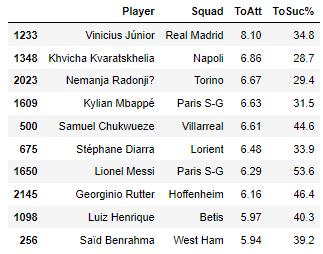 Player Squad ToAtt ToSuc%
1233 Vinicius Júnior Real Madrid 8.10 34.8
1348 Khvicha Kvaratskhelia Napoli 6.86 28.7
2023 Nemanja Radonji? Torino 6.67 29.4
1609 Kylian Mbappé Paris S-G 6.63 31.5
500 Samuel Chukwueze Villarreal 6.61 44.6
675 Stéphane Diarra Lorient 6.48 33.9
1650 Lionel Messi Paris S-G 6.29 53.6
2145 Georginio Rutter Hoffenheim 6.16 46.4
1098 Luiz Henrique Betis 5.97 40.3
256 Saïd Benrahma West Ham 5.94 39.2